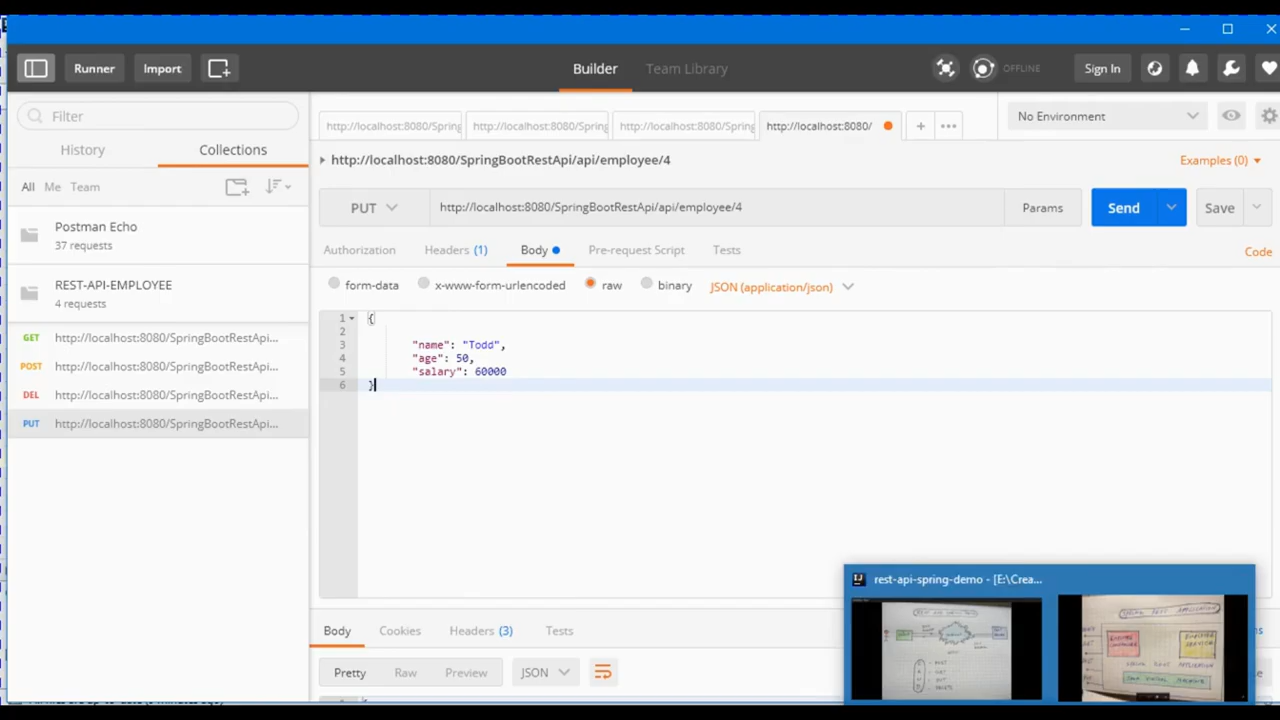 Runner Import Builder Team Library OFFLINE Sign In
Filter
History Collections
All Me Team
Postman Echo
37 requests
REST-API-EMPLOYEE
4 requests
GET http://localhost:8080/SpringBootRestApi...
POST http://localhost:8080/SpringBootRestApi...
DEL http://localhost:8080/SpringBootRestApi...
PUT http://localhost:8080/SpringBootRestApi...
http://localhost:8080/Spring http://localhost:8080/Spring http://localhost:8080/Spring http://localhost:8080/ + ••• No Environment
http://localhost:8080/SpringBootRestApi/api/employee/4 Examples (0)
PUT http://localhost:8080/SpringBootRestApi/api/employee/4 Params Send Save
Authorization Headers (1) Body Pre-request Script Tests Code
form-data x-www-form-urlencoded raw binary JSON (application/json)
1 {
2
3 "name": "Todd",
4 "age": 50,
5 "salary": 60000
6 }
Body Cookies Headers (3) Tests
Pretty Raw Preview JSON
rest-api-spring-demo - [E:\Crea...
SPRING REST APPLICATION